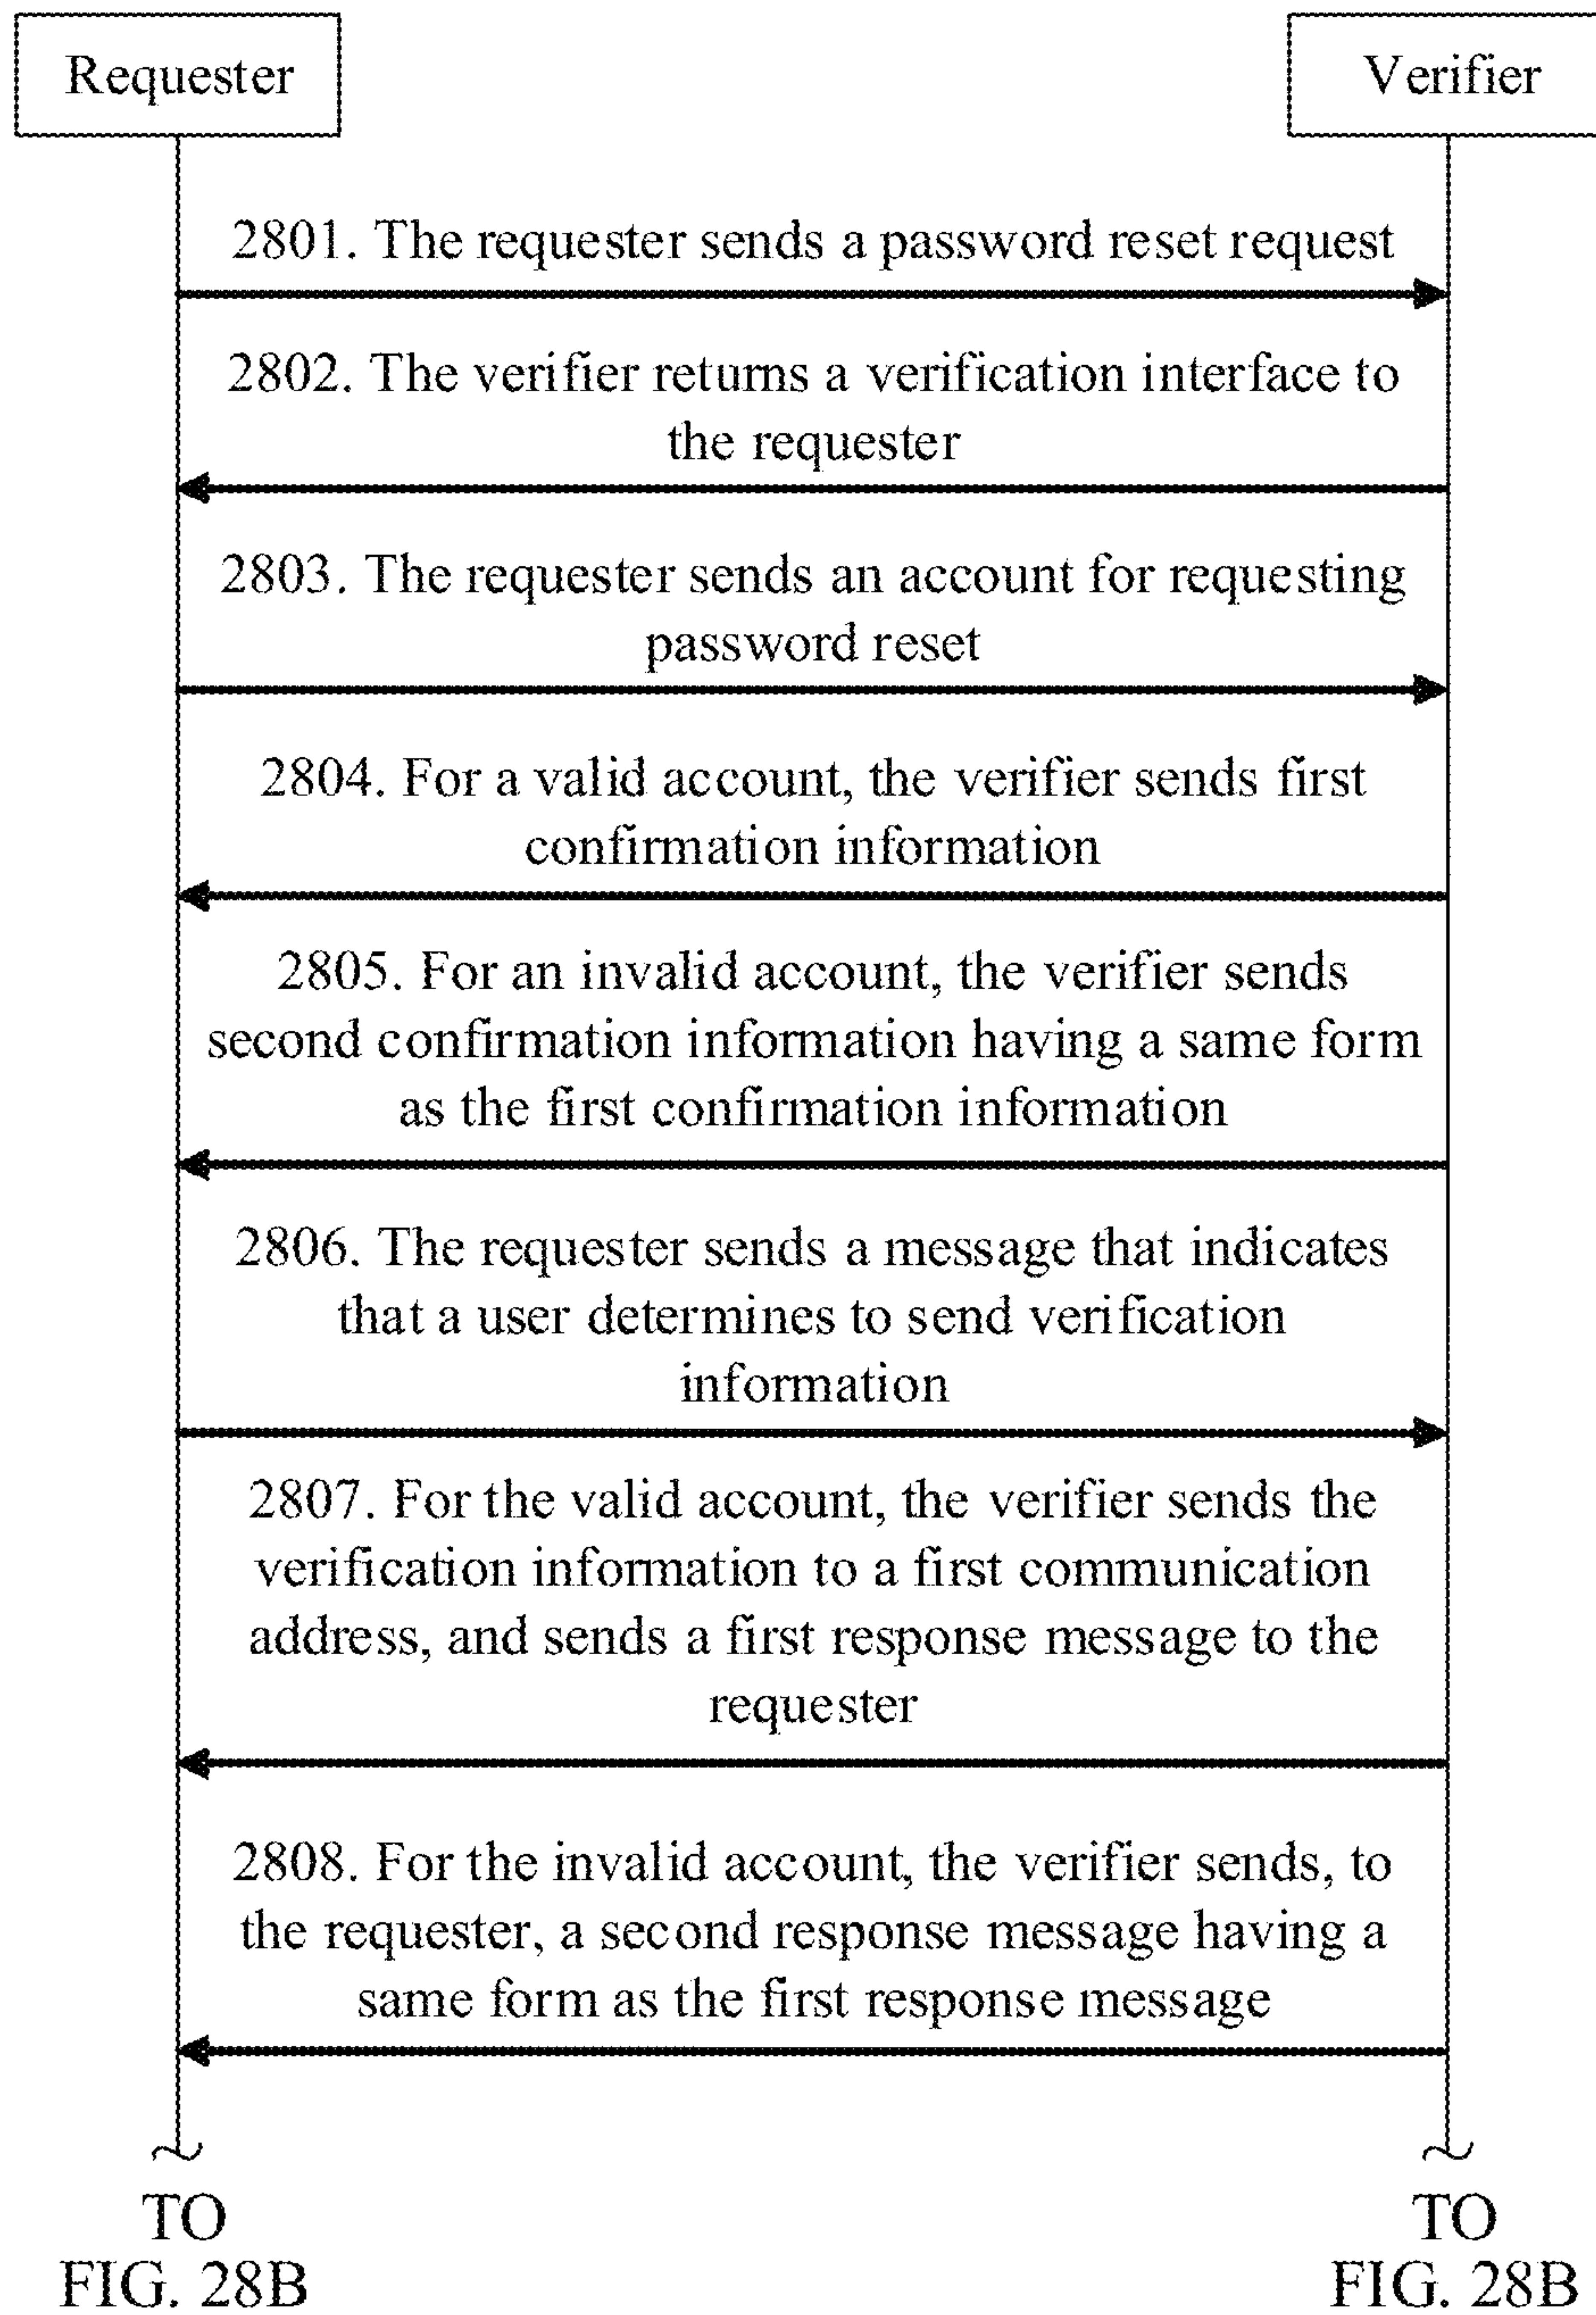 Requester
Verifier
2801. The requester sends a password reset request
2802. The verifier returns a verification interface to
the requester
2803. The requester sends an account for requesting
password reset
2804. For a valid account, the verifier sends first
confirmation information
2805. For an invalid account, the verifier sends
second confirmation information having a same form
as the first confirmation information
2806. The requester sends a message that indicates
that a user determines to send verification
information
2807. For the valid account, the verifier sends the
verification information to a first communication
address, and sends a first response message to the
requester
2808. For the invalid account, the verifier sends, to
the requester, a second response message having a
same form as the first response message
TO
FIG. 28B
TO
FIG. 28B